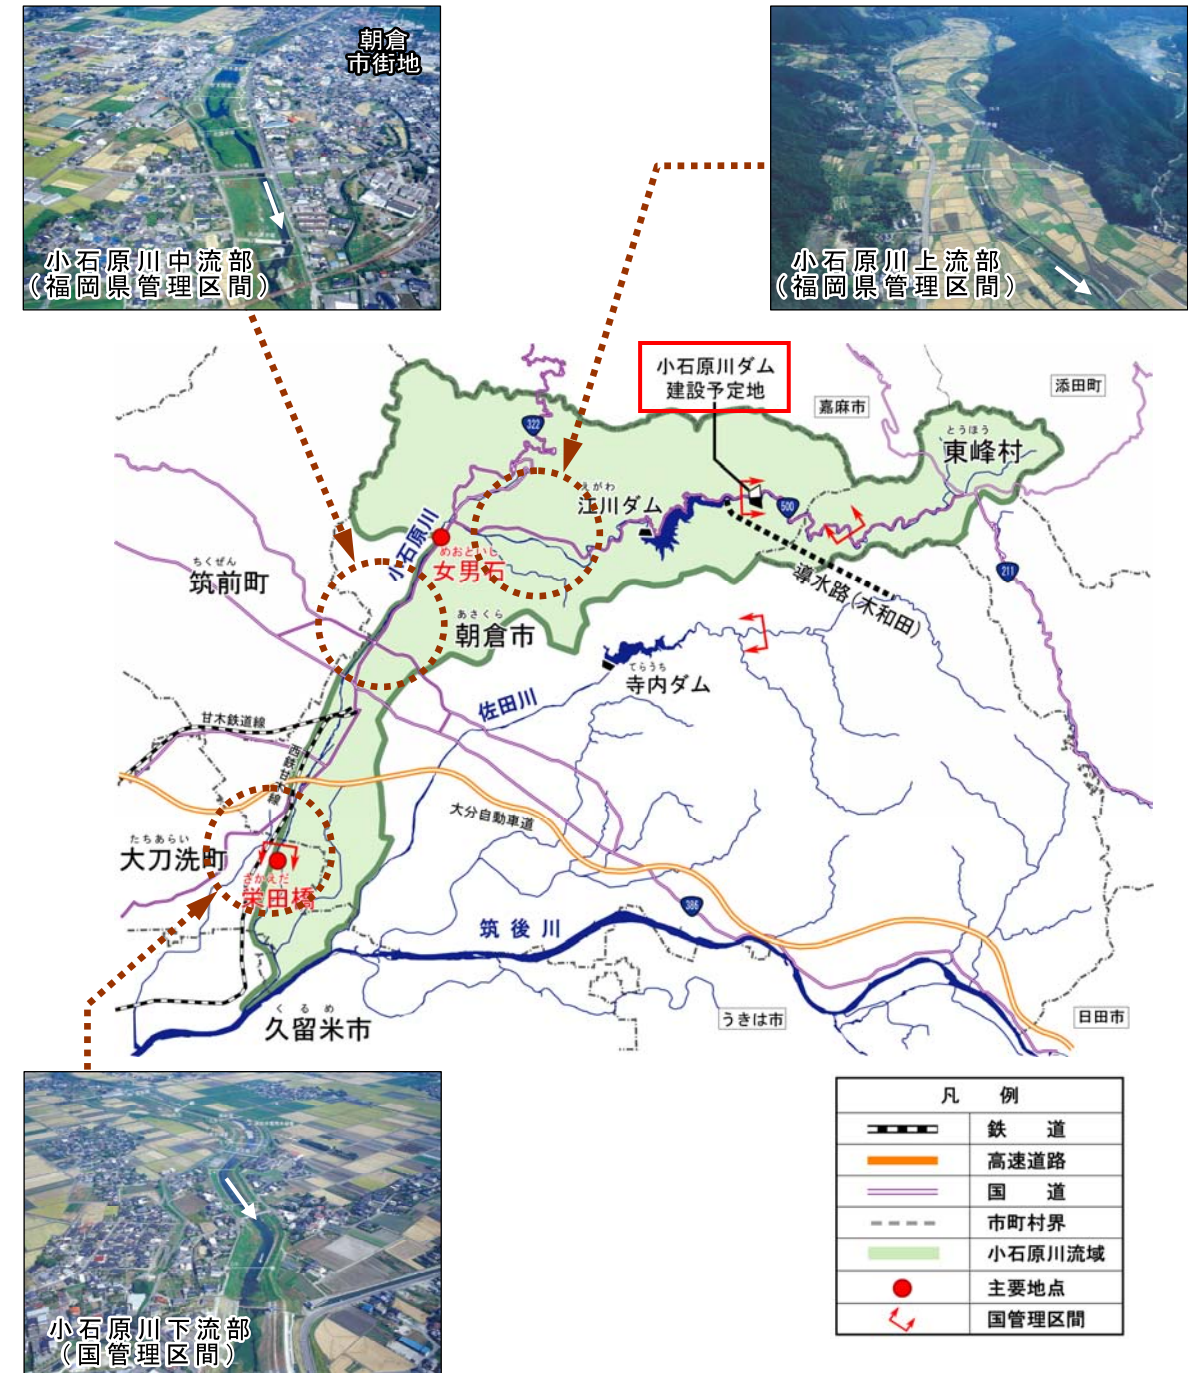 朝倉
市街地
小石原川中流部
（福岡県管理区間）
小石原川上流部
（福岡県管理区間）
小石原川ダム
建設予定地
嘉麻市
添田町
とうほう
東峰村
322
えがわ
江川ダム
500
小石原川
めおといし
女男石
ちくぜん
筑前町
211
導水路（木和田）
あさくら
朝倉市
てらうち
寺内ダム
佐田川
甘木鉄道線
西鉄甘木線
大分自動車道
たちあらい
大刀洗町
さかえだ
栄田橋
386
筑後川
くるめ
久留米市
うきは市
日田市
小石原川下流部
（国管理区間）
凡例
鉄道
高速道路
国道
市町村界
小石原川流域
主要地点
国管理区間